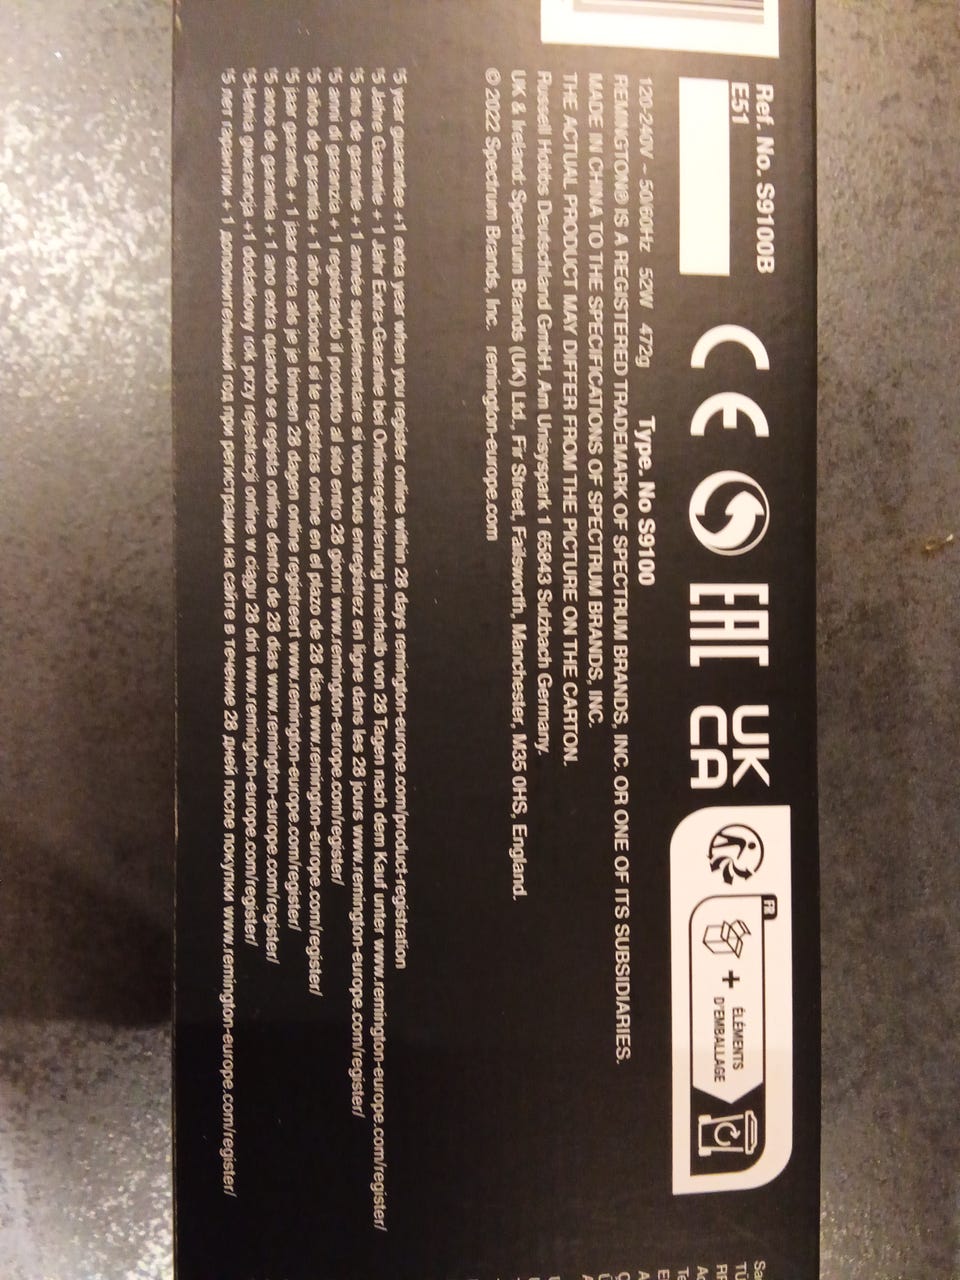 Ref. No. S9100B
E51
CE
EAC
UK
CA
FR
+
ÉLÉMENTS
D'EMBALLAGE
120-240V ~ 50/60Hz 52W 472g Type. No S9100
REMINGTON® IS A REGISTERED TRADEMARK OF SPECTRUM BRANDS, INC. OR ONE OF ITS SUBSIDIARIES.
MADE IN CHINA TO THE SPECIFICATIONS OF SPECTRUM BRANDS, INC.
THE ACTUAL PRODUCT MAY DIFFER FROM THE PICTURE ON THE CARTON.
Russell Hobbs Deutschland GmbH. Am Unisyspark 1 65843 Sulzbach Germany.
UK & Ireland: Spectrum Brands (UK) Ltd., Fir Street, Failsworth, Manchester, M35 0HS, England.
© 2022 Spectrum Brands, Inc. remington-europe.com
*5 year guarantee +1 extra year when you register online within 28 days remington-europe.com/product-registration
*5 Jahre Garantie + 1 Jahr Extra-Garantie bei Onlineregistrierung innerhalb von 28 Tagen nach dem Kauf unter www.remington-europe.com/register/
*5 ans de garantie + 1 année supplémentaire si vous vous enregistrez en ligne dans les 28 jours www.remington-europe.com/register/
*5 anni di garanzia + 1 registrando il prodotto al sito entro 28 giorni www.remington-europe.com/register/
*5 años de garantía + 1 año adicional si te registras online en el plazo de 28 días www.remington-europe.com/register/
*5 jaar garantie + 1 jaar extra als je je binnen 28 dagen online registreert www.remington-europe.com/register/
*5 anos de garantia + 1 ano extra quando se regista online dentro de 28 dias www.remington-europe.com/register/
*5-letnia gwarancja +1 dodatkowy rok przy rejestracji online w ciągu 28 dni www.remington-europe.com/register/
*5 лет гарантии + 1 дополнительный год при регистрации на сайте в течение 28 дней после покупки www.remington-europe.com/register/